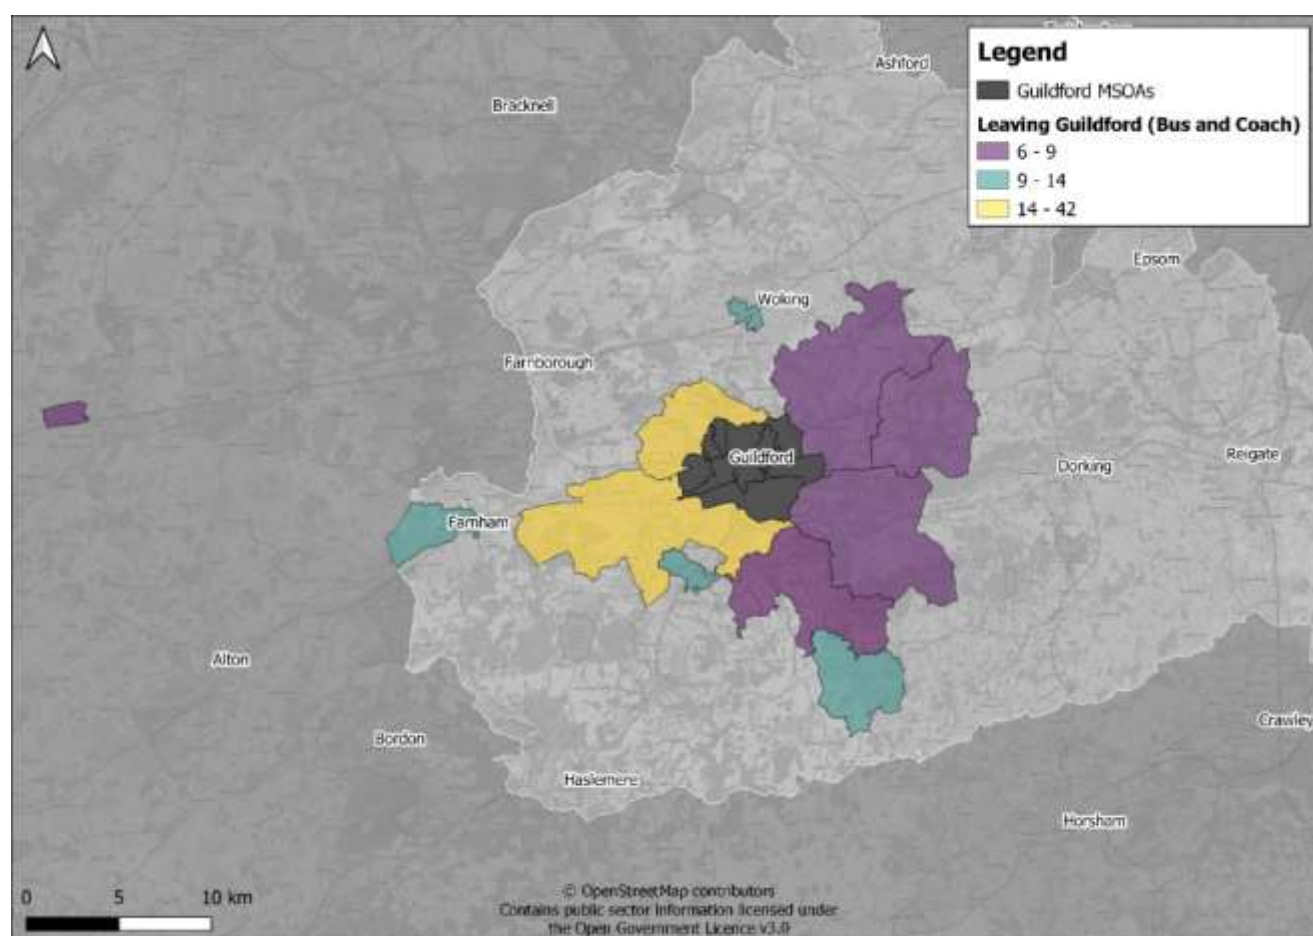 Legend
Guildford MSOAs
Leaving Guildford (Bus and Coach)
6 - 9
9 - 14
14 - 42
Ashford
Bracknell
Epsom
Woking
Farnborough
Guildford
Reigate
Dorking
Farnham
Alton
Crawley
Bordon
Haslemere
Horsham
0 5 10 km
© OpenStreetMap contributors
Contains public sector information licensed under
the Open Government Licence v3.0